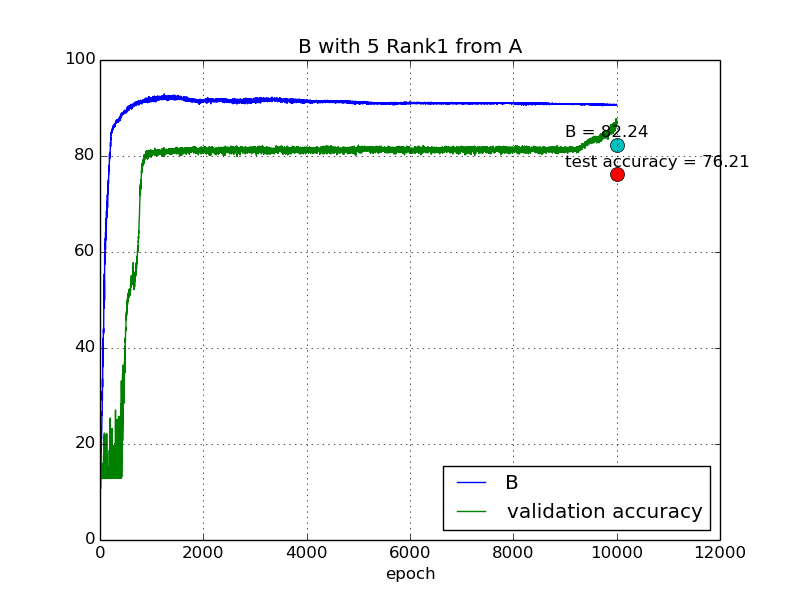 B with 5 Rank1 from A
100
80
60
40
20
0
B = 82.24
test accuracy = 76.21
B
validation accuracy
0 2000 4000 6000 8000 10000 12000
epoch